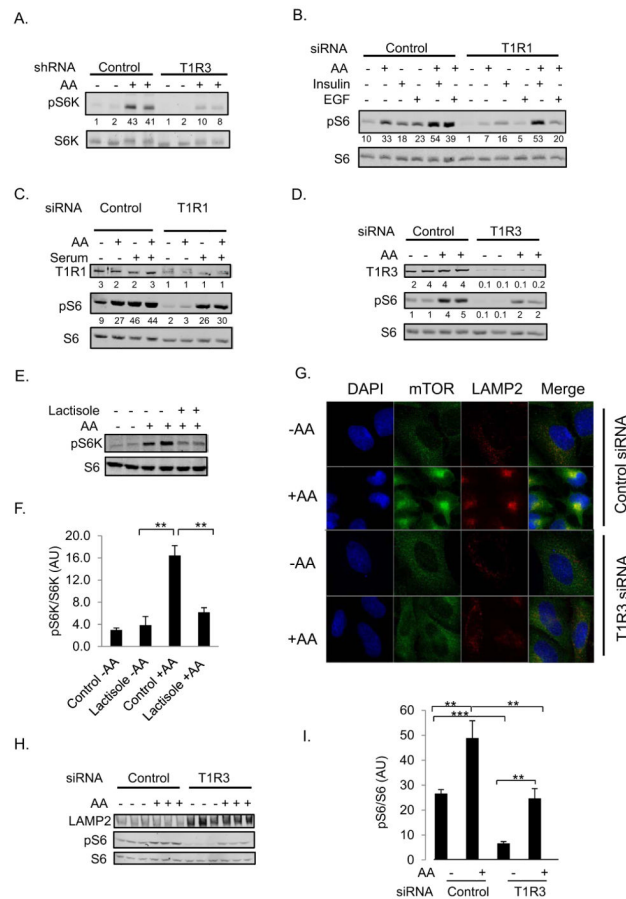 A.
shRNA Control T1R3
AA - - + + - - + +
pS6K
1 2 43 41 1 2 10 8
S6K
B.
siRNA Control T1R1
AA - + - - + + - + - - + +
Insulin - - + - + - - - + - + -
EGF - - - + - + - - - + - +
pS6
10 33 18 23 54 39 1 7 16 5 53 20
S6
C.
siRNA Control T1R1
AA - + - + - + - +
Serum - - + + - - + +
T1R1
3 2 2 3 1 1 1 1
pS6
9 27 46 44 2 3 26 30
S6
D.
siRNA Control T1R3
AA - - + + - - + +
T1R3
2 4 4 4 0.1 0.1 0.1 0.2
pS6
1 1 4 5 0.1 0.1 2 2
S6
E.
Lactisole - - - - + +
AA - - + + + +
pS6K
S6
F.
pS6K/S6K (AU)
20.0
16.0
12.0
8.0
4.0
0.0
** **
Control -AA
Lactisole -AA
Control +AA
Lactisole +AA
G.
DAPI mTOR LAMP2 Merge
-AA
+AA
-AA
+AA
Control siRNA
T1R3 siRNA
H.
siRNA Control T1R3
AA - - - + + + - - - + + +
LAMP2
pS6
S6
I.
pS6/S6 (AU)
60
50
40
30
20
10
0
** **
***
**
AA - + - +
siRNA Control T1R3